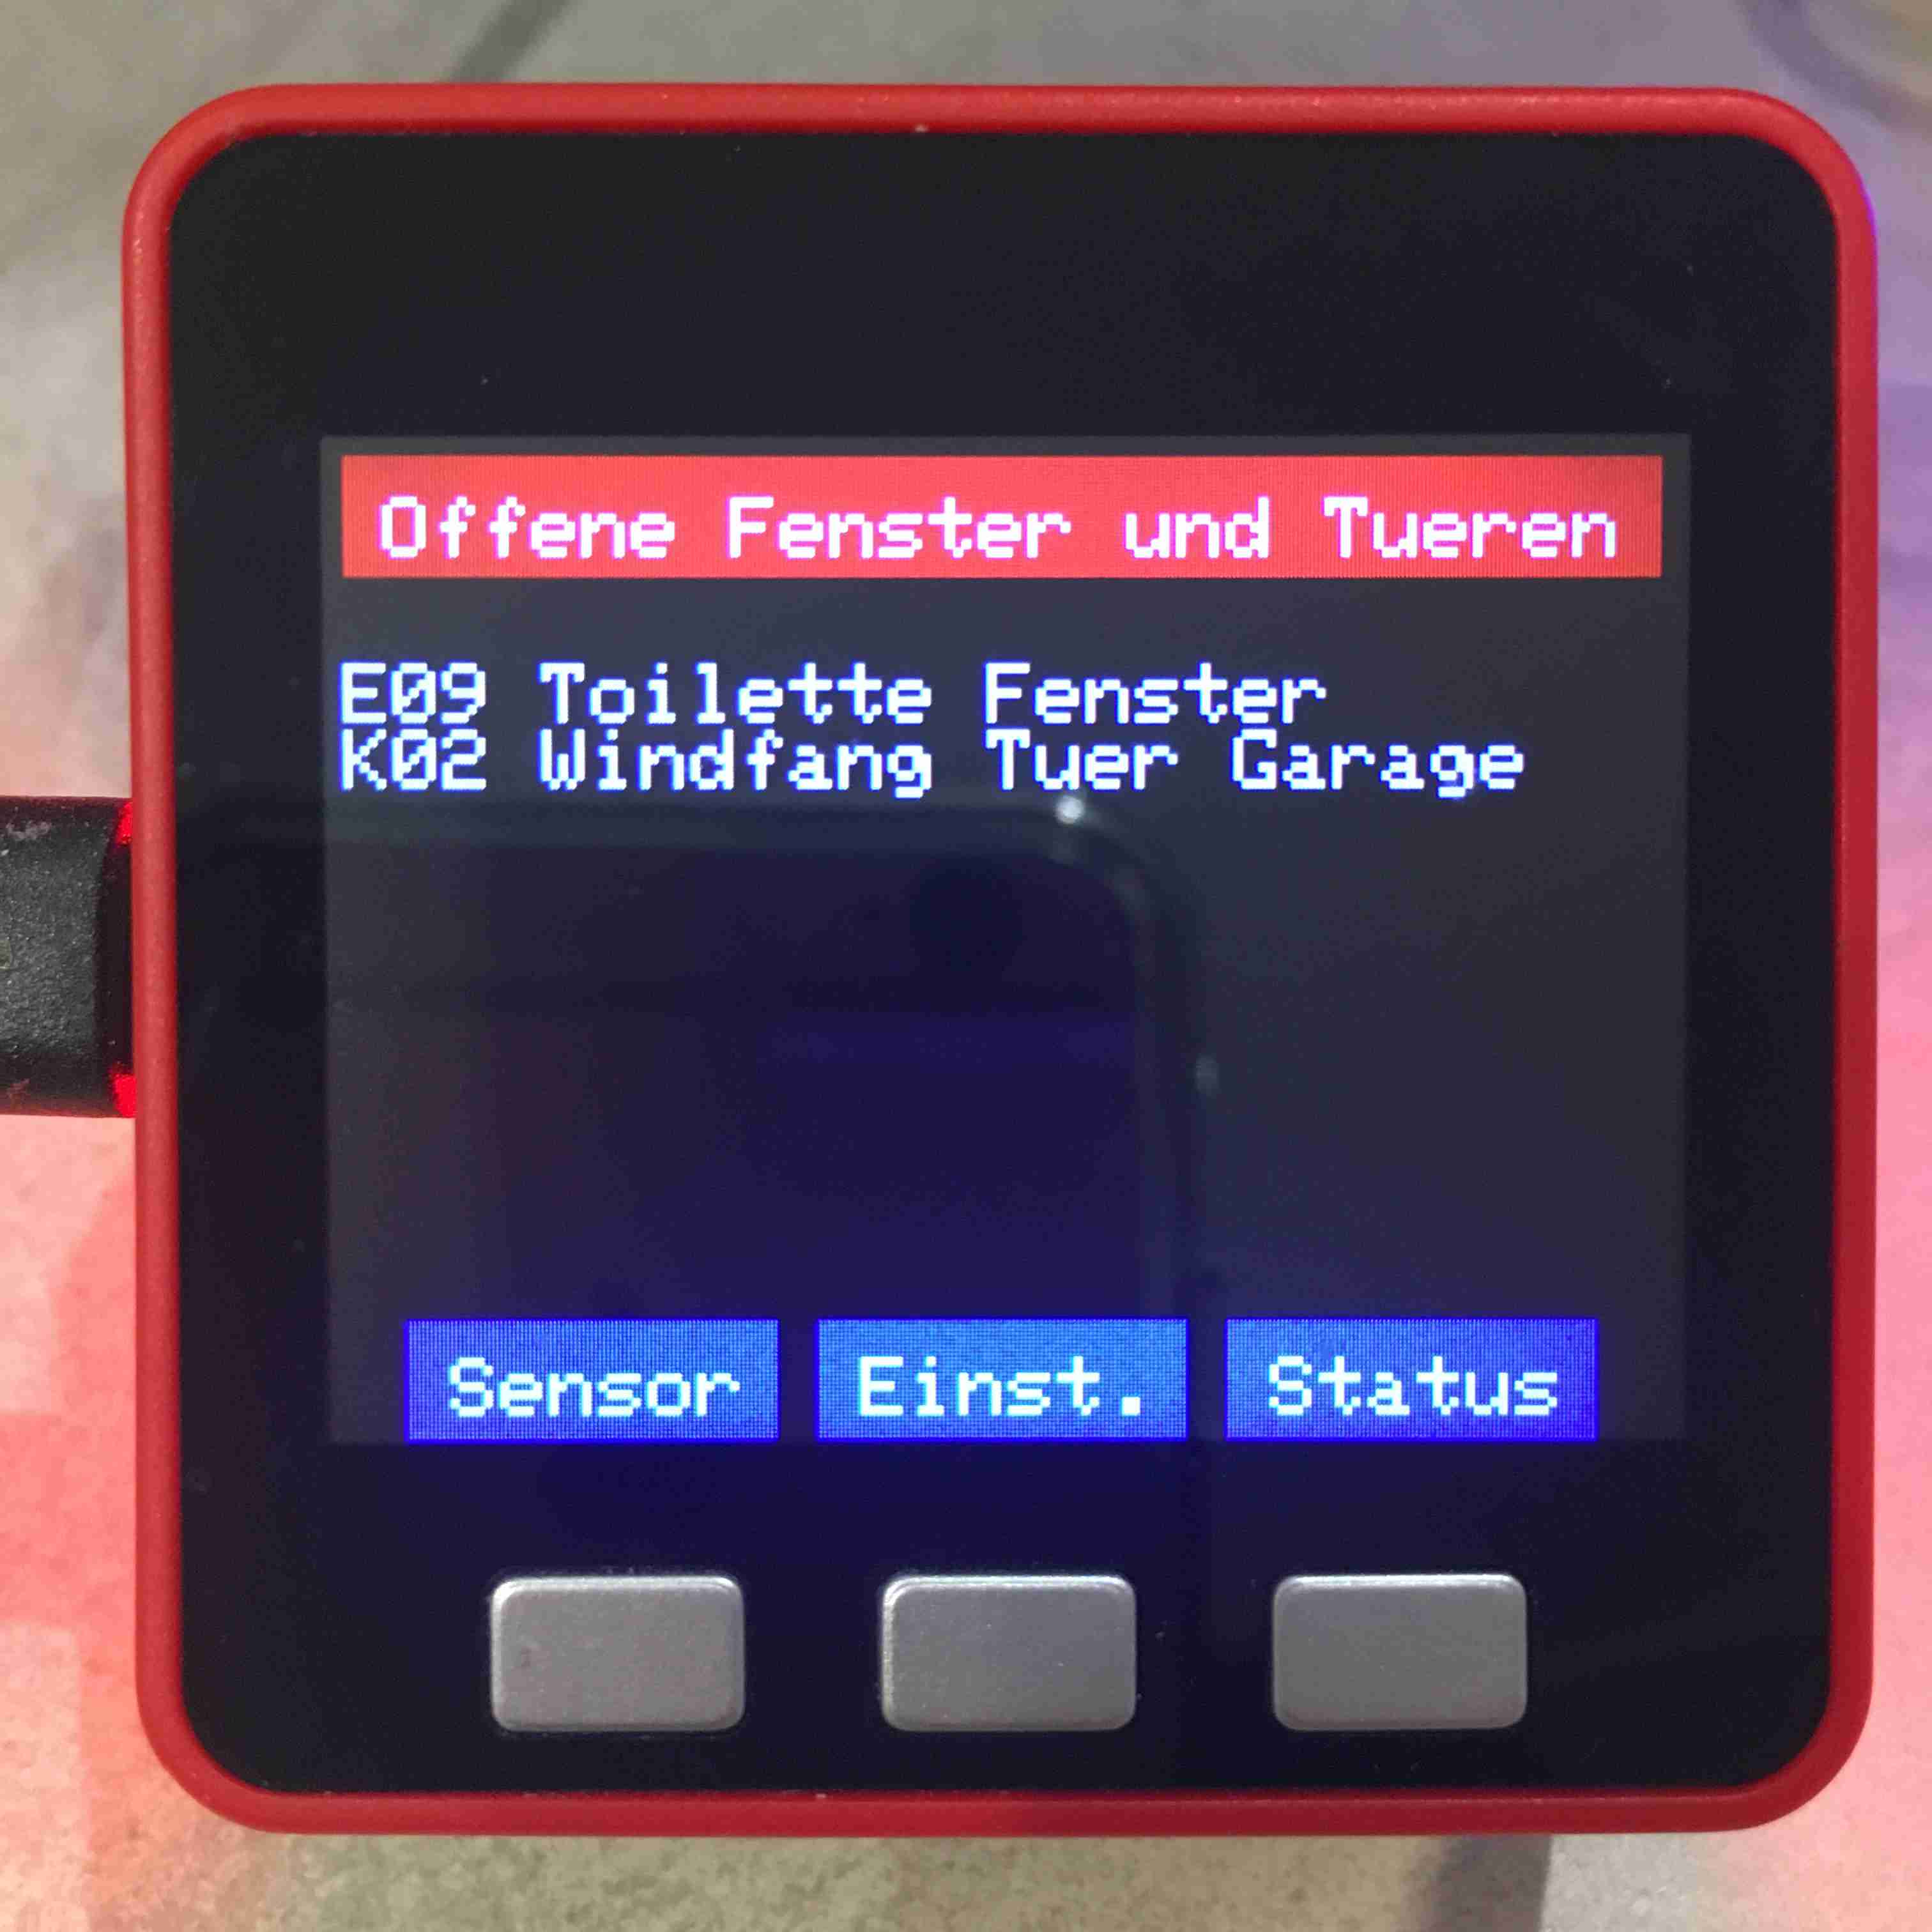 Offene Fenster und Tueren
E09 Toilette Fenster
K02 Windfang Tuer Garage
Sensor Einst. Status